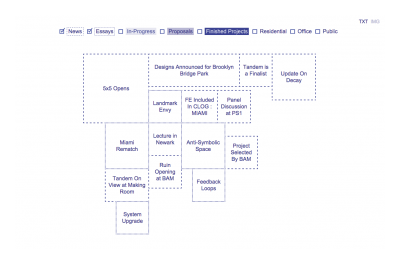 TXT IMG
News Essays In-Progress Proposals Finished Projects Residential Office Public
5x5 Opens
Designs Announced for Brooklyn
Bridge Park
Tandem is
a Finalist
Update On
Decay
Landmark
Envy
FE Included
In CLOG :
MIAMI
Panel
Discussion
at PS1
Miami
Rematch
Lecture in
Newark
Anti-Symbolic
Space
Project
Selected
By BAM
Ruin
Opening
at BAM
Tandem On
View at Making
Room
Feedback
Loops
System
Upgrade